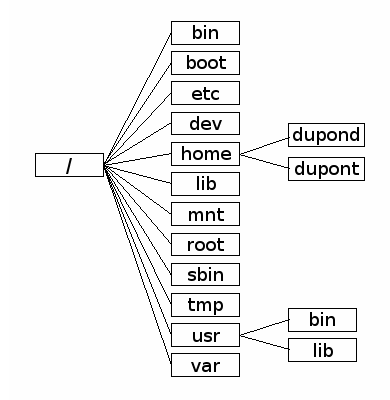 /
bin
boot
etc
dev
home
dupond
dupont
lib
mnt
root
sbin
tmp
usr
bin
lib
var